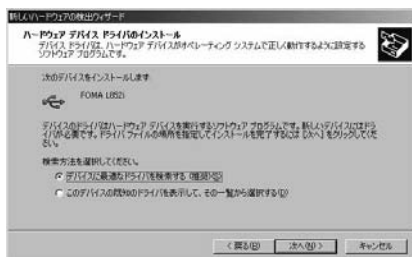 新しいハードウェアの検出ウィザード
ハードウェア デバイス ドライバのインストール
デバイス ドライバは、ハードウェア デバイスがオペレーティング システムで正しく動作するように設定する
ソフトウェア プログラムです。
次のデバイスをインストールします:
FOMA L852i
デバイスのドライバはハードウェア デバイスを実行するソフトウェア プログラムです。新しいデバイスにはドラ
イバが必要です。ドライバ ファイルの場所を指定してインストールを完了するには [次へ] をクリックしてくだ
さい。
検索方法を選択してください。
デバイスに最適なドライバを検索する (推奨)(S)
このデバイスの既知のドライバを表示して、その一覧から選択する(D)
< 戻る(B)
次へ(N) >
キャンセル